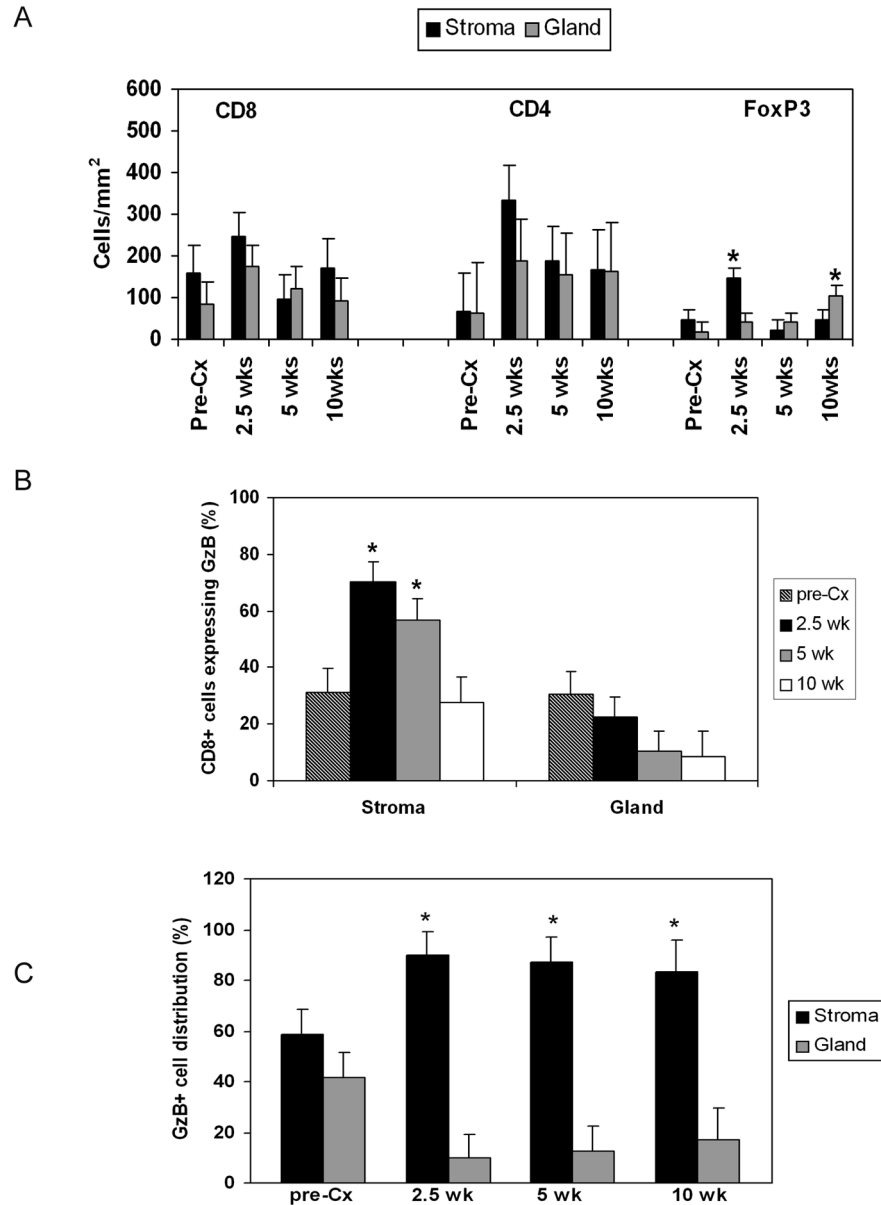 A
Stroma Gland
600
500
400
300
200
100
0
Cells/mm²
CD8 CD4 FoxP3
* *
Pre-Cx 2.5 wks 5 wks 10wks Pre-Cx 2.5 wks 5 wks 10wks Pre-Cx 2.5 wks 5 wks 10wks
B
100
80
60
40
20
0
CD8+ cells expressing GzB (%)
* *
Stroma Gland
pre-Cx
2.5 wk
5 wk
10 wk
C
120
100
80
60
40
20
0
GzB+ cell distribution (%)
* * *
pre-Cx 2.5 wk 5 wk 10 wk
Stroma
Gland